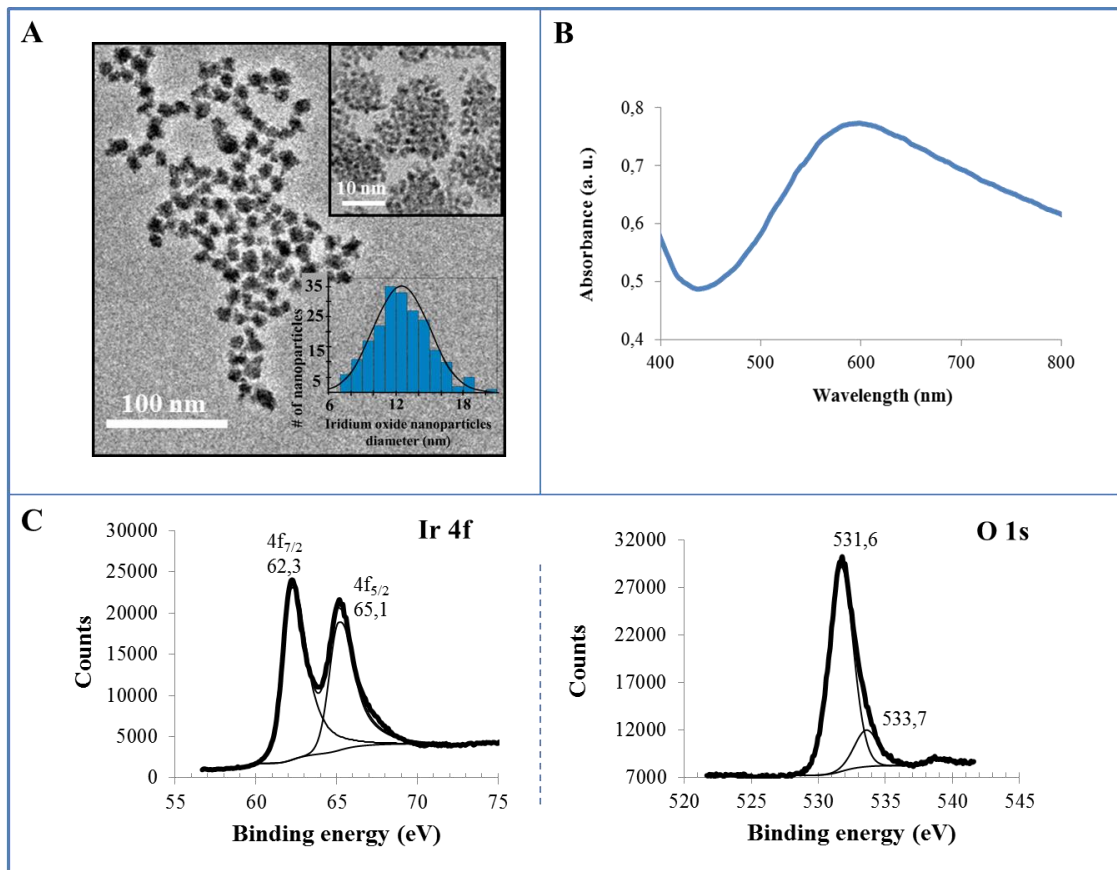 A
10 nm
100 nm
# of nanoparticles
35
25
15
5
6 12 18
Iridium oxide nanoparticles
diameter (nm)
B
Absorbance (a. u.)
0,8
0,7
0,6
0,5
0,4
400 500 600 700 800
Wavelength (nm)
C
Ir 4f
Counts
30000
25000
20000
15000
10000
5000
0
4f7/2
62,3
4f5/2
65,1
55 60 65 70 75
Binding energy (eV)
O 1s
Counts
32000
27000
22000
17000
12000
7000
531,6
533,7
520 525 530 535 540 545
Binding energy (eV)